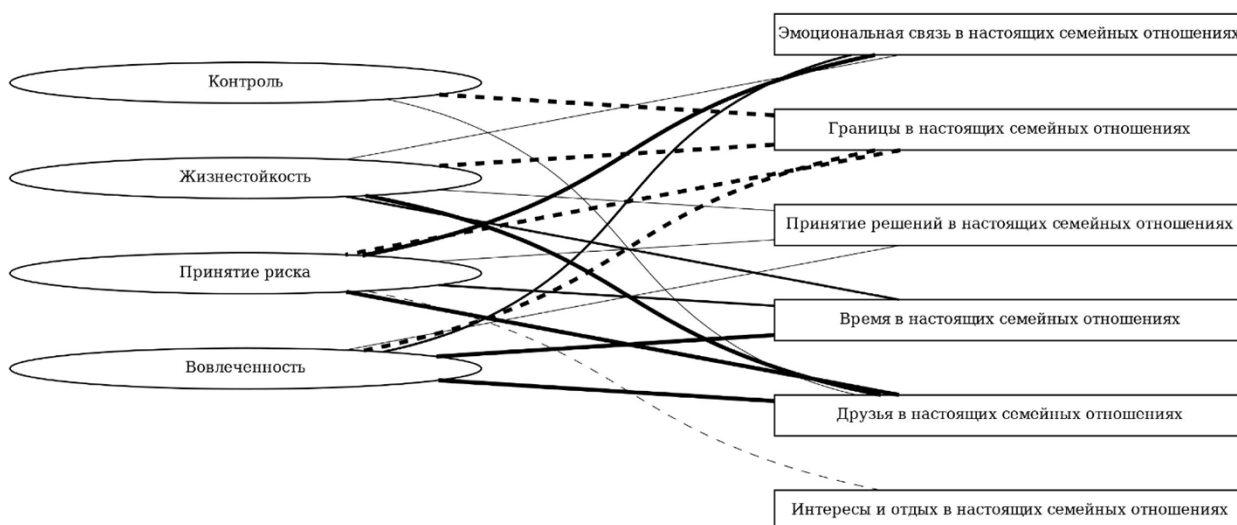 Эмоциональная связь в настоящих семейных отношениях
Контроль
Границы в настоящих семейных отношениях
Жизнестойкость
Принятие решений в настоящих семейных отношениях
Принятие риска
Время в настоящих семейных отношениях
Вовлеченность
Друзья в настоящих семейных отношениях
Интересы и отдых в настоящих семейных отношениях